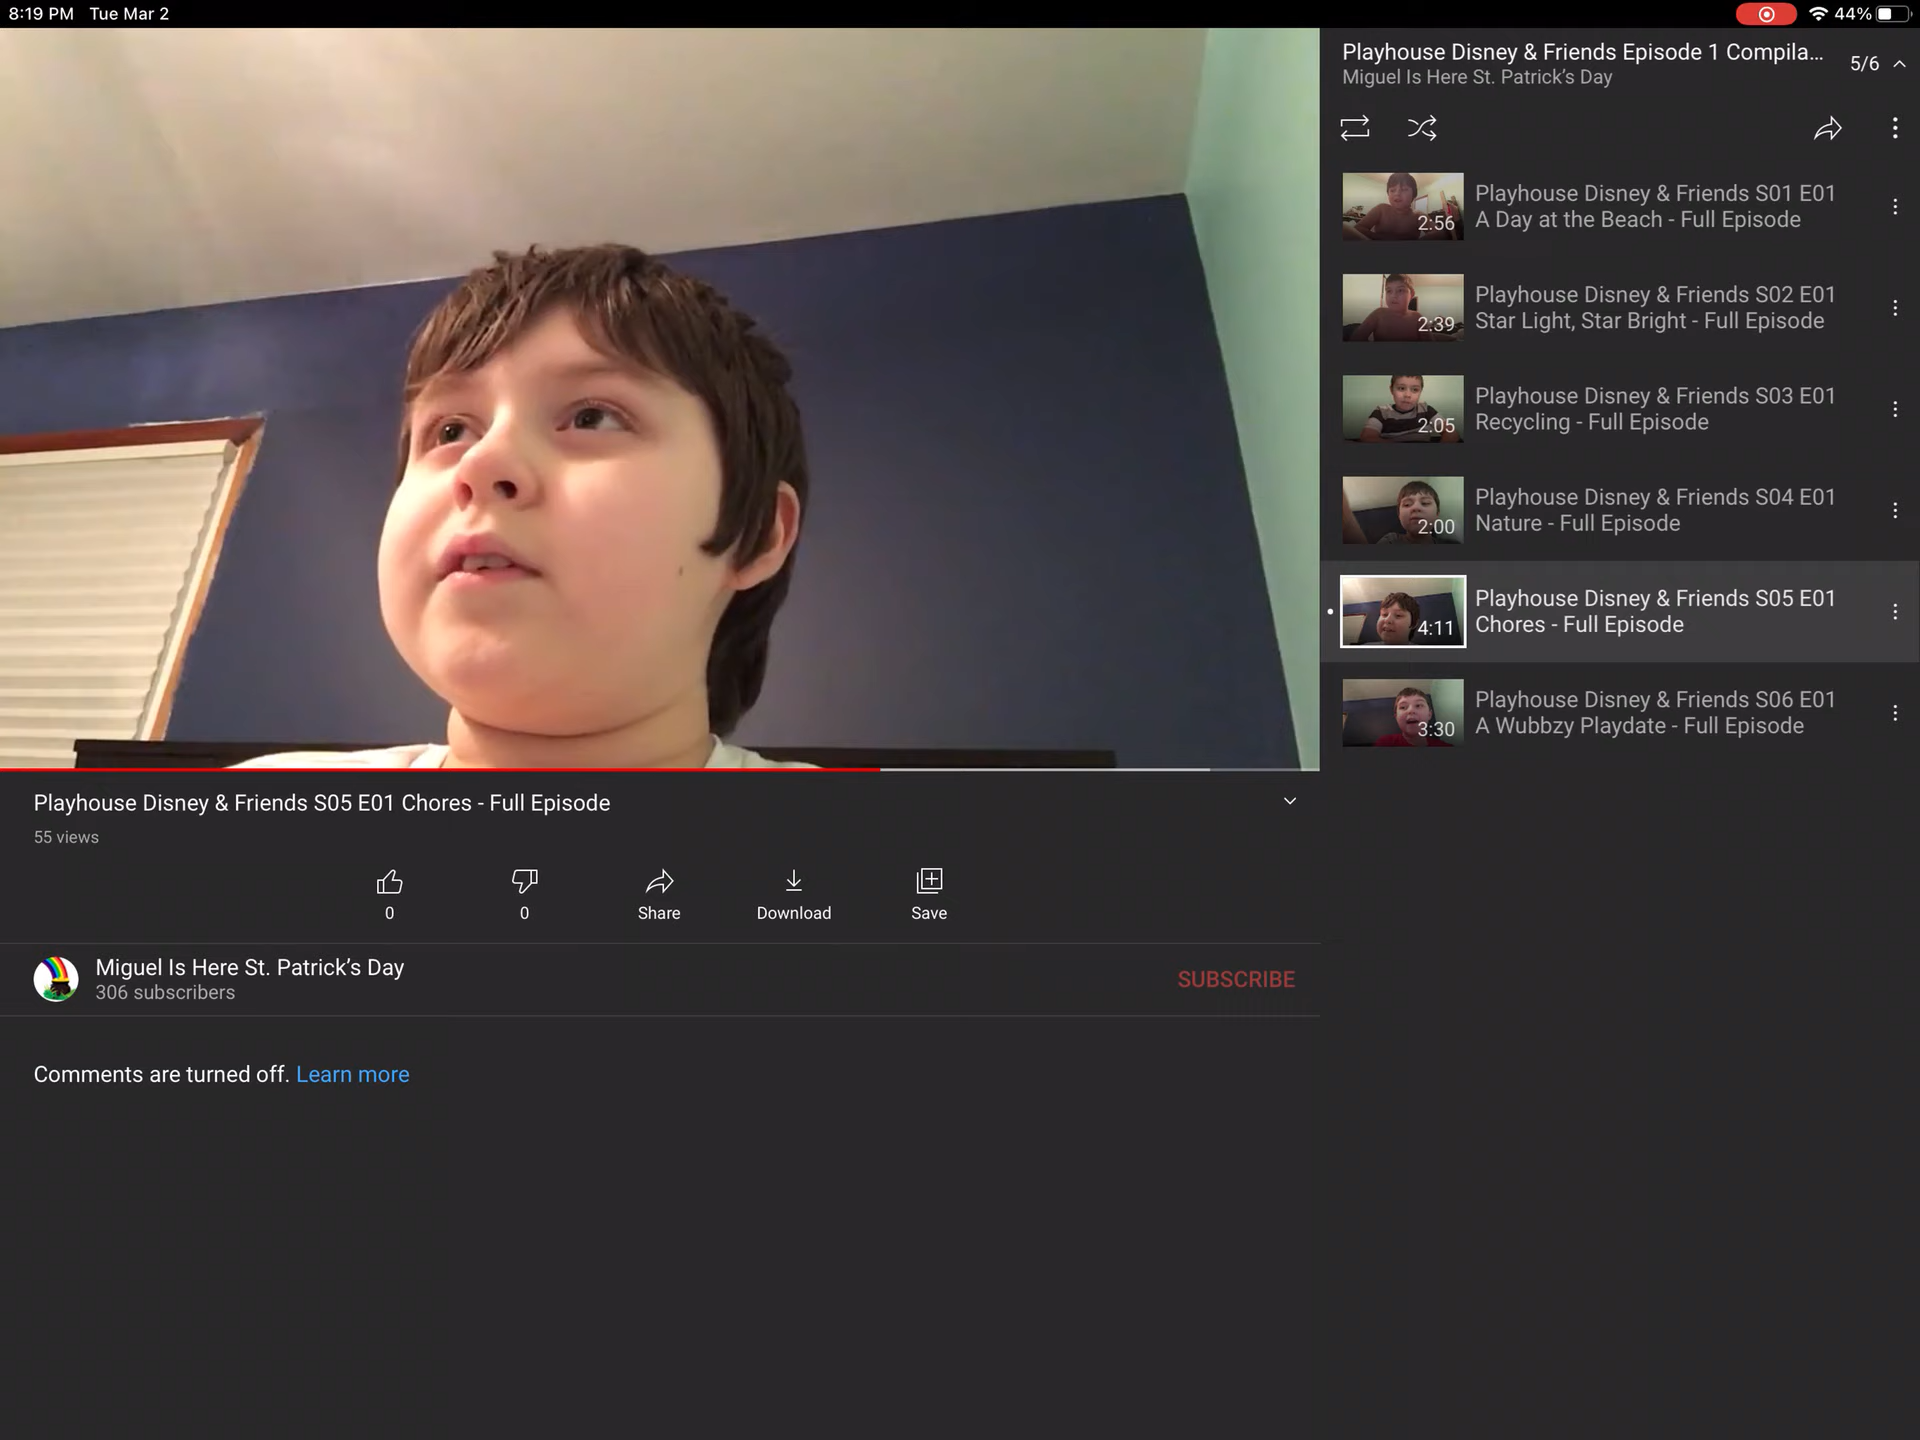 8:19 PM Tue Mar 2
44%
Playhouse Disney & Friends Episode 1 Compila...
Miguel Is Here St. Patrick's Day
5/6
2:56
Playhouse Disney & Friends S01 E01
A Day at the Beach - Full Episode
2:39
Playhouse Disney & Friends S02 E01
Star Light, Star Bright - Full Episode
2:05
Playhouse Disney & Friends S03 E01
Recycling - Full Episode
2:00
Playhouse Disney & Friends S04 E01
Nature - Full Episode
4:11
Playhouse Disney & Friends S05 E01
Chores - Full Episode
3:30
Playhouse Disney & Friends S06 E01
A Wubbzy Playdate - Full Episode
Playhouse Disney & Friends S05 E01 Chores - Full Episode
55 views
0 0 Share Download Save
Miguel Is Here St. Patrick’s Day
306 subscribers
SUBSCRIBE
Comments are turned off. Learn more